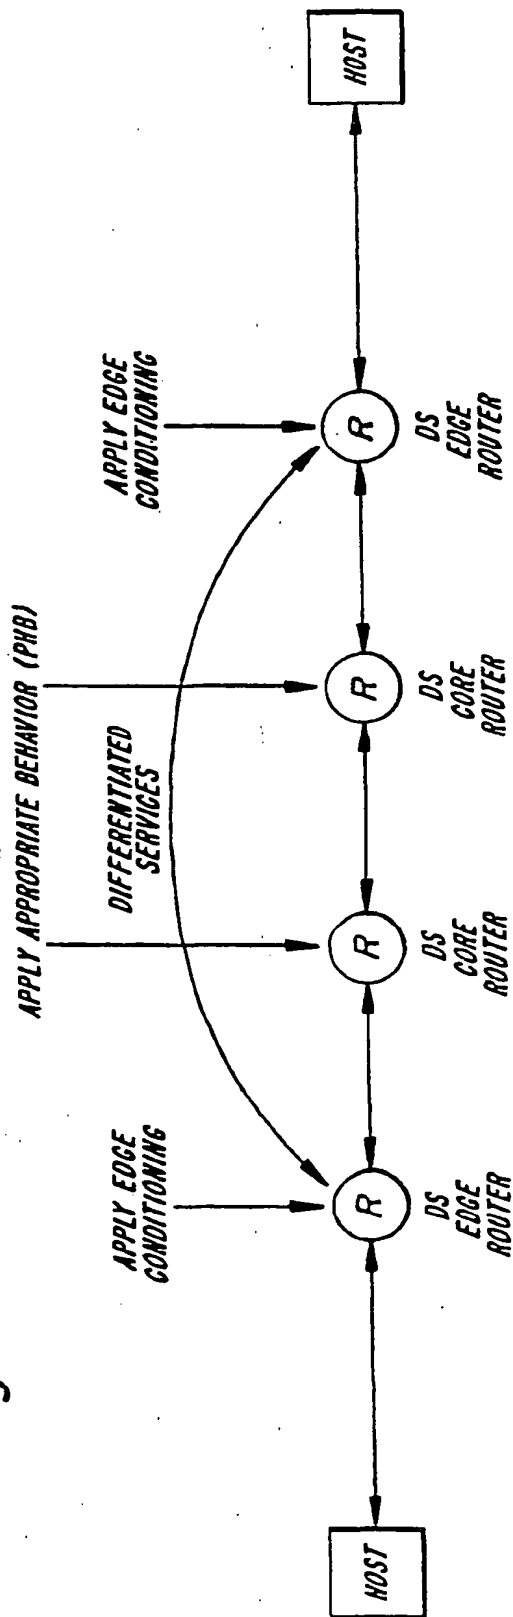 APPLY APPROPRIATE BEHAVIOR (PHB)
APPLY EDGE
CONDITIONING
DIFFERENTIATED
SERVICES
APPLY EDGE
CONDITIONING
HOST
R
R
R
R
HOST
DS
EDGE
ROUTER
DS
CORE
ROUTER
DS
CORE
ROUTER
DS
EDGE
ROUTER